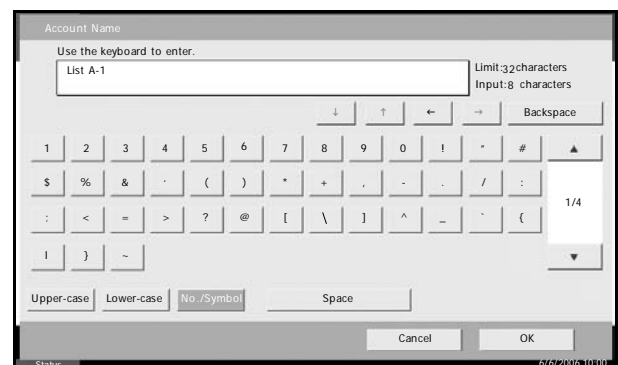 Account Name
Use the keyboard to enter.
List A-1
Limit:32characters
Input:8 characters
↓ ↑ ← → Backspace
1 2 3 4 5 6 7 8 9 0 ! " # ▲
$ % & ' ( ) * + , - . / :
1/4
: < = > ? @ [ \ ] ^ _ ` {
I } ~ ▼
Upper-case Lower-case No./Symbol Space
Cancel OK
Status 6/6/2006 10:00